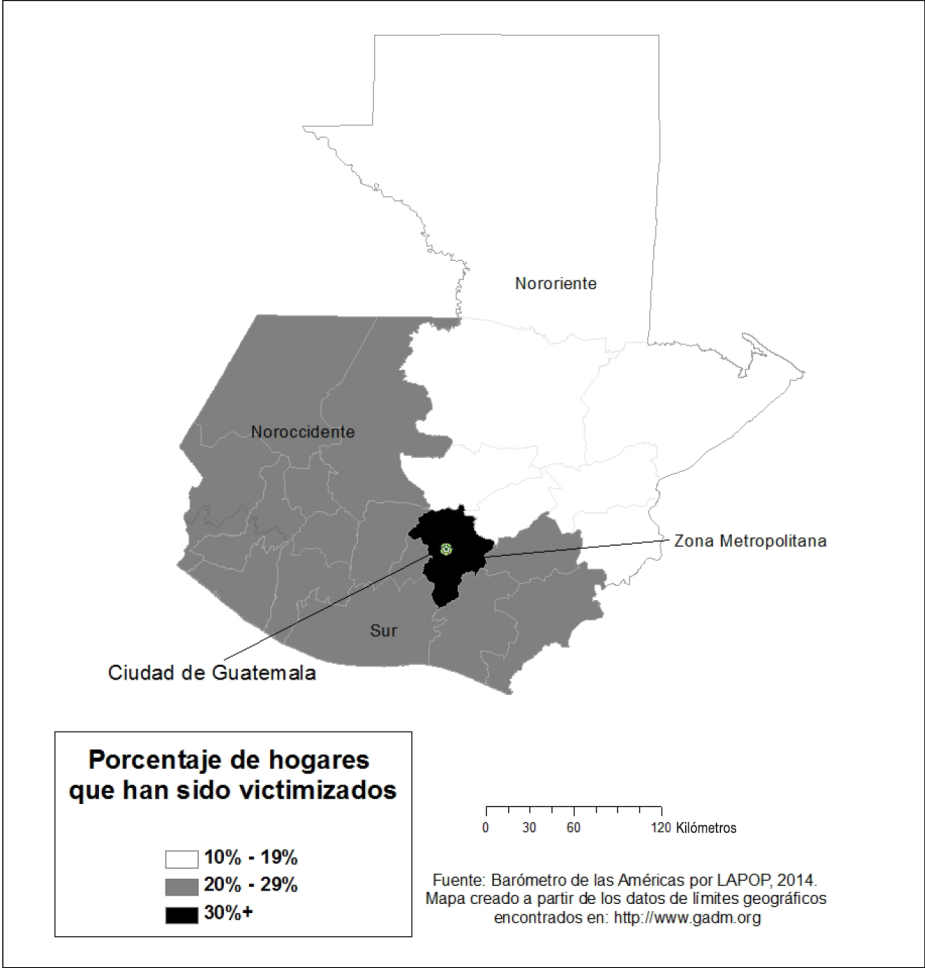 Nororiente
Noroccidente
Zona Metropolitana
Sur
Ciudad de Guatemala
Porcentaje de hogares
que han sido victimizados
10% - 19%
20% - 29%
30%+
0 30 60 120 Kilómetros
Fuente: Barómetro de las Américas por LAPOP, 2014.
Mapa creado a partir de los datos de límites geográficos
encontrados en: http://www.gadm.org